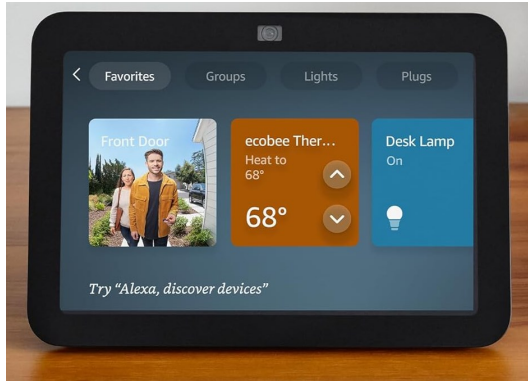 Favorites Groups Lights Plugs
Front Door
ecobee Ther...
Heat to
68°
68°
Desk Lamp
On
Try “Alexa, discover devices”